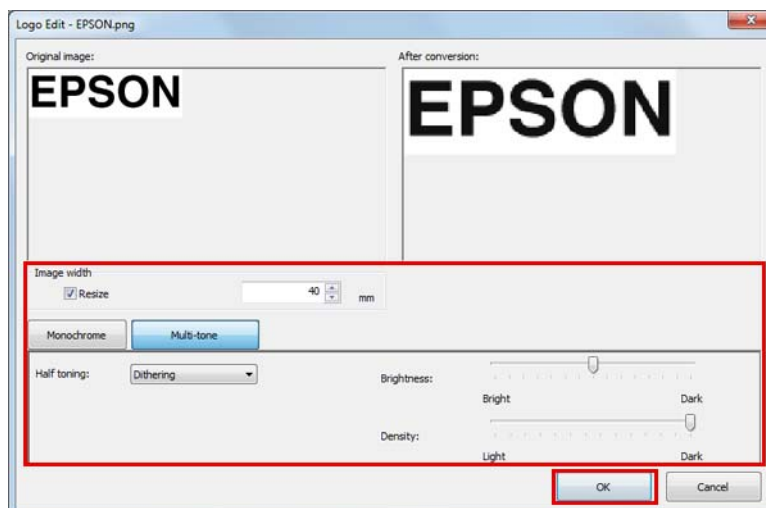 Logo Edit - EPSON.png
Original image:
After conversion:
EPSON
EPSON
Image width
Resize
40
mm
Monochrome
Multi-tone
Half toning:
Dithering
Brightness:
Bright
Dark
Density:
Light
Dark
OK
Cancel